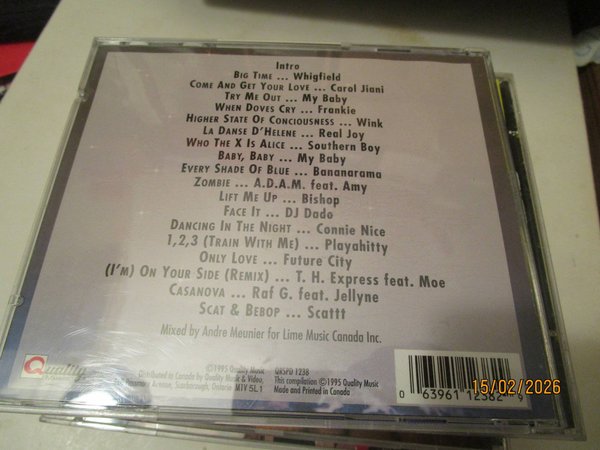 Intro
Big Time ... Whigfield
Come And Get Your Love ... Carol Jiani
Try Me Out ... My Baby
When Doves Cry ... Frankie
Higher State Of Conciousness ... Wink
La Danse D'Helene ... Real Joy
Who The X Is Alice ... Southern Boy
Baby, Baby ... My Baby
Every Shade Of Blue ... Bananarama
Zombie ... A.D.A.M. feat. Amy
Lift Me Up ... Bishop
Face It ... DJ Dado
Dancing In The Night ... Connie Nice
1,2,3 (Train With Me) ... Playahitty
Only Love ... Future City
(I'm) On Your Side (Remix) ... T. H. Express feat. Moe
Casanova ... Raf G. feat. Jellyne
Scat & Bebop ... Scattt
Mixed by Andre Meunier for Lime Music Canada Inc.
Quality
©1995 Quality Music QRSPD 1238
Distributed in Canada By Quality Music & Video, This compilation ©1995 Quality Music
Avenue, Scarborough, Ontario M1V 5L1 Made and Printed in Canada
0 63961 12382 9
15/02/2026